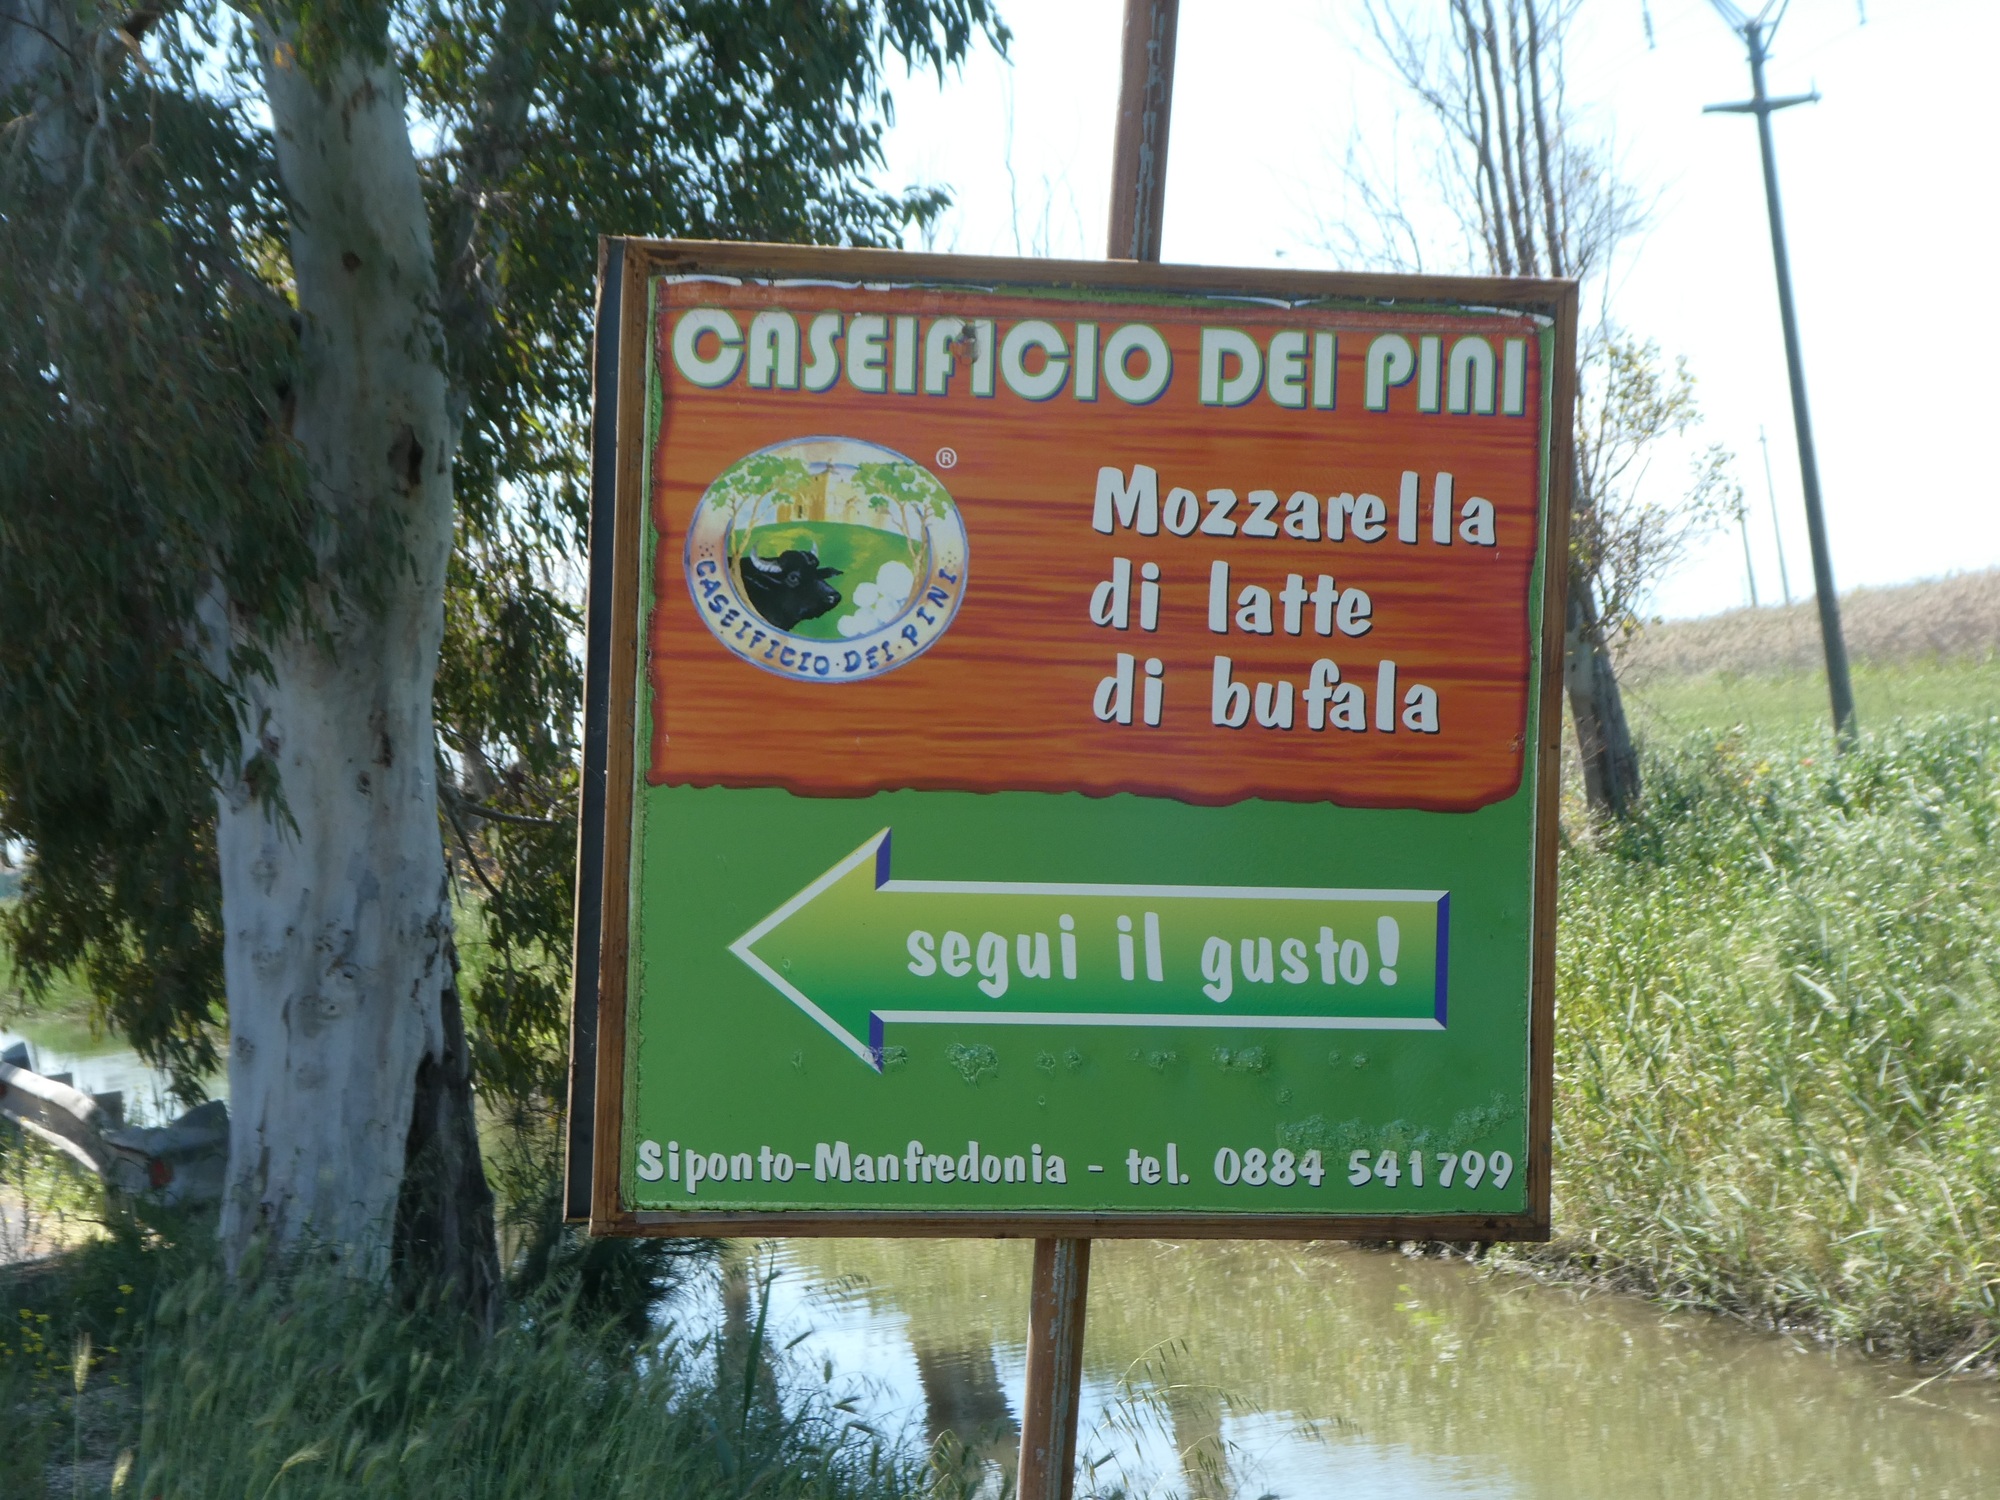 CASEIFICIO DEI PINI
®
CASEIFICIO · DEI · PINI
Mozzarella
di latte
di bufala
segui il gusto!
Siponto-Manfredonia - tel. 0884 541799